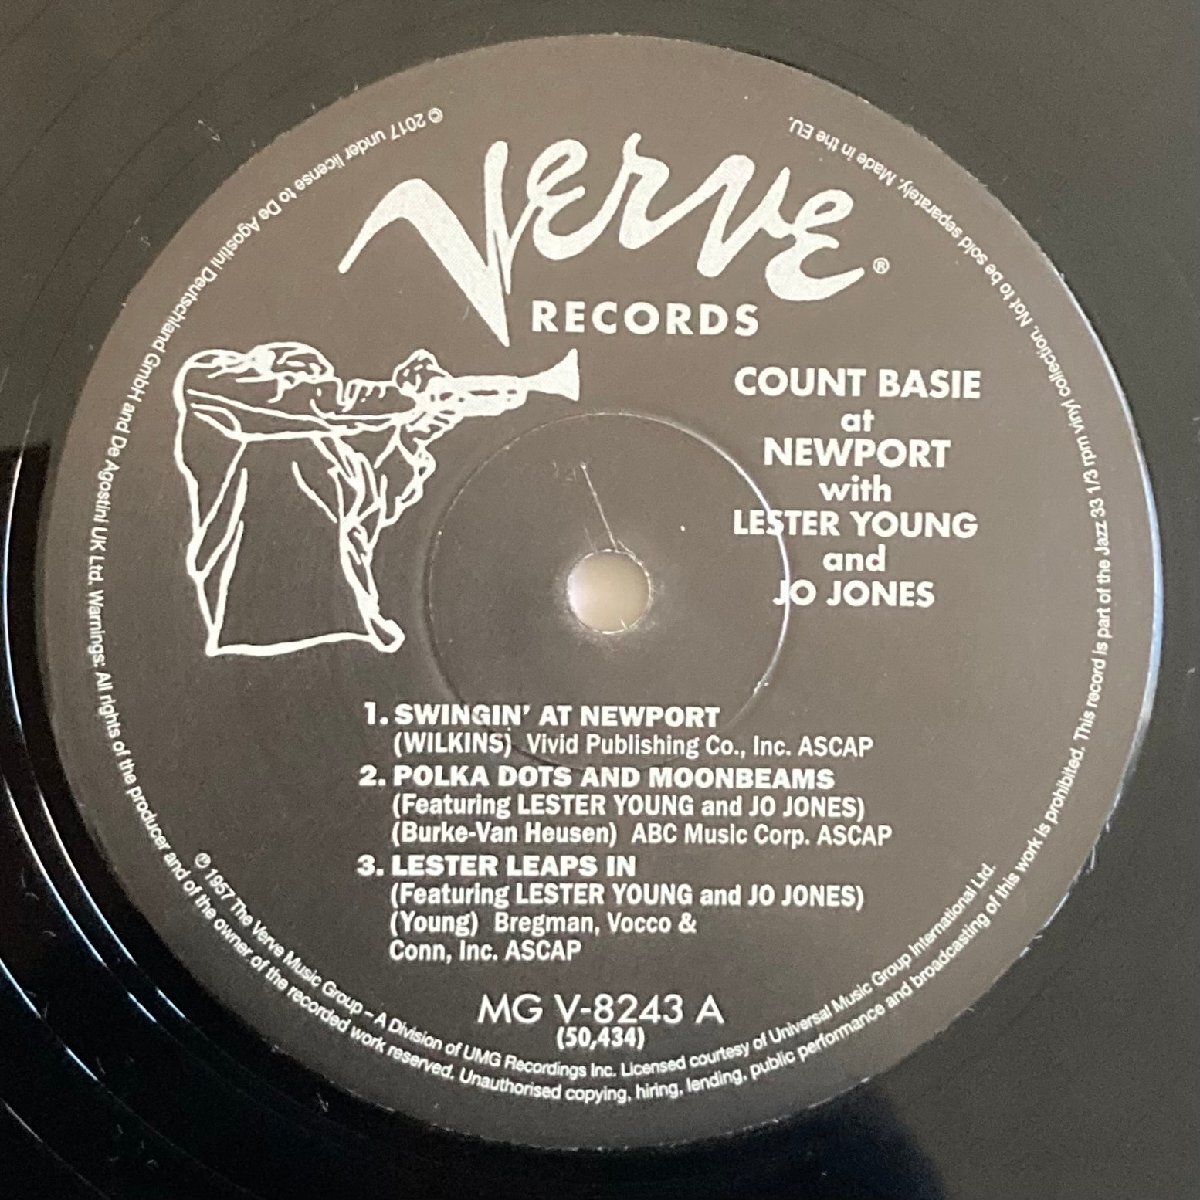 Verve®
RECORDS
COUNT BASIE
at
NEWPORT
with
LESTER YOUNG
and
JO JONES
1. SWINGIN' AT NEWPORT
(WILKINS) Vivid Publishing Co., Inc. ASCAP
2. POLKA DOTS AND MOONBEAMS
(Featuring LESTER YOUNG and JO JONES)
(Burke-Van Heusen) ABC Music Corp. ASCAP
3. LESTER LEAPS IN
(Featuring LESTER YOUNG and JO JONES)
(Young) Bregman, Vocco &
Conn, Inc. ASCAP
MG V-8243 A
(50,434)
℗ 1957 The Verve Music Group – A Division of UMG Recordings Inc. Licensed courtesy of Universal Music Group International Ltd.
© 2017 under license to De Agostini Deutschland GmbH and De Agostini UK Ltd. Warnings: All rights of the producer and of the owner of the recorded work reserved. Unauthorised copying, hiring, lending, public performance and broadcasting of this work is prohibited. This record is part of the Jazz 33 1/3 rpm vinyl collection. Not to be sold separately. Made in the EU.